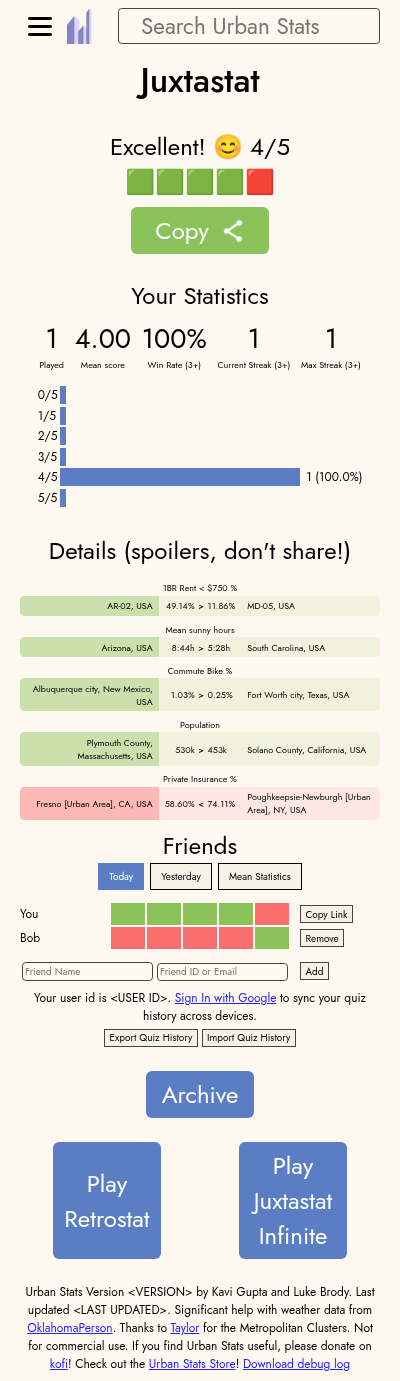 Search Urban Stats
Juxtastat
Excellent! 😊 4/5
🟩🟩🟩🟩🟥
Copy
Your Statistics
1 4.00 100% 1 1
Played Mean score Win Rate (3+) Current Streak (3+) Max Streak (3+)
0/5
1/5
2/5
3/5
4/5 1 (100.0%)
5/5
Details (spoilers, don't share!)
1BR Rent < $750 %
AR-02, USA 49.14% > 11.86% MD-05, USA
Mean sunny hours
Arizona, USA 8:44h > 5:28h South Carolina, USA
Commute Bike %
Albuquerque city, New Mexico,
USA
1.03% > 0.25% Fort Worth city, Texas, USA
Population
Plymouth County,
Massachusetts, USA
530k > 453k Solano County, California, USA
Private Insurance %
Fresno [Urban Area], CA, USA 58.60% < 74.11%
Poughkeepsie-Newburgh [Urban
Area], NY, USA
Friends
Today Yesterday Mean Statistics
You Copy Link
Bob Remove
Friend Name Friend ID or Email Add
Your user id is <USER ID>. Sign In with Google to sync your quiz
history across devices.
Export Quiz History Import Quiz History
Archive
Play
Retrostat
Play
Juxtastat
Infinite
Urban Stats Version <VERSION> by Kavi Gupta and Luke Brody. Last
updated <LAST UPDATED>. Significant help with weather data from
OklahomaPerson. Thanks to Taylor for the Metropolitan Clusters. Not
for commercial use. If you find Urban Stats useful, please donate on
kofi! Check out the Urban Stats Store! Download debug log